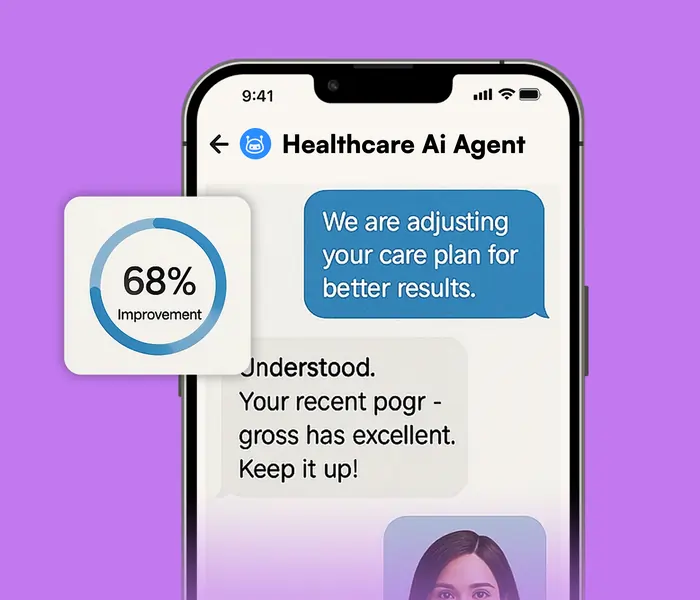 9:41
Healthcare Ai Agent
We are adjusting
your care plan for
better results.
68%
Improvement
Understood.
Your recent pogr -
gross has excellent.
Keep it up!